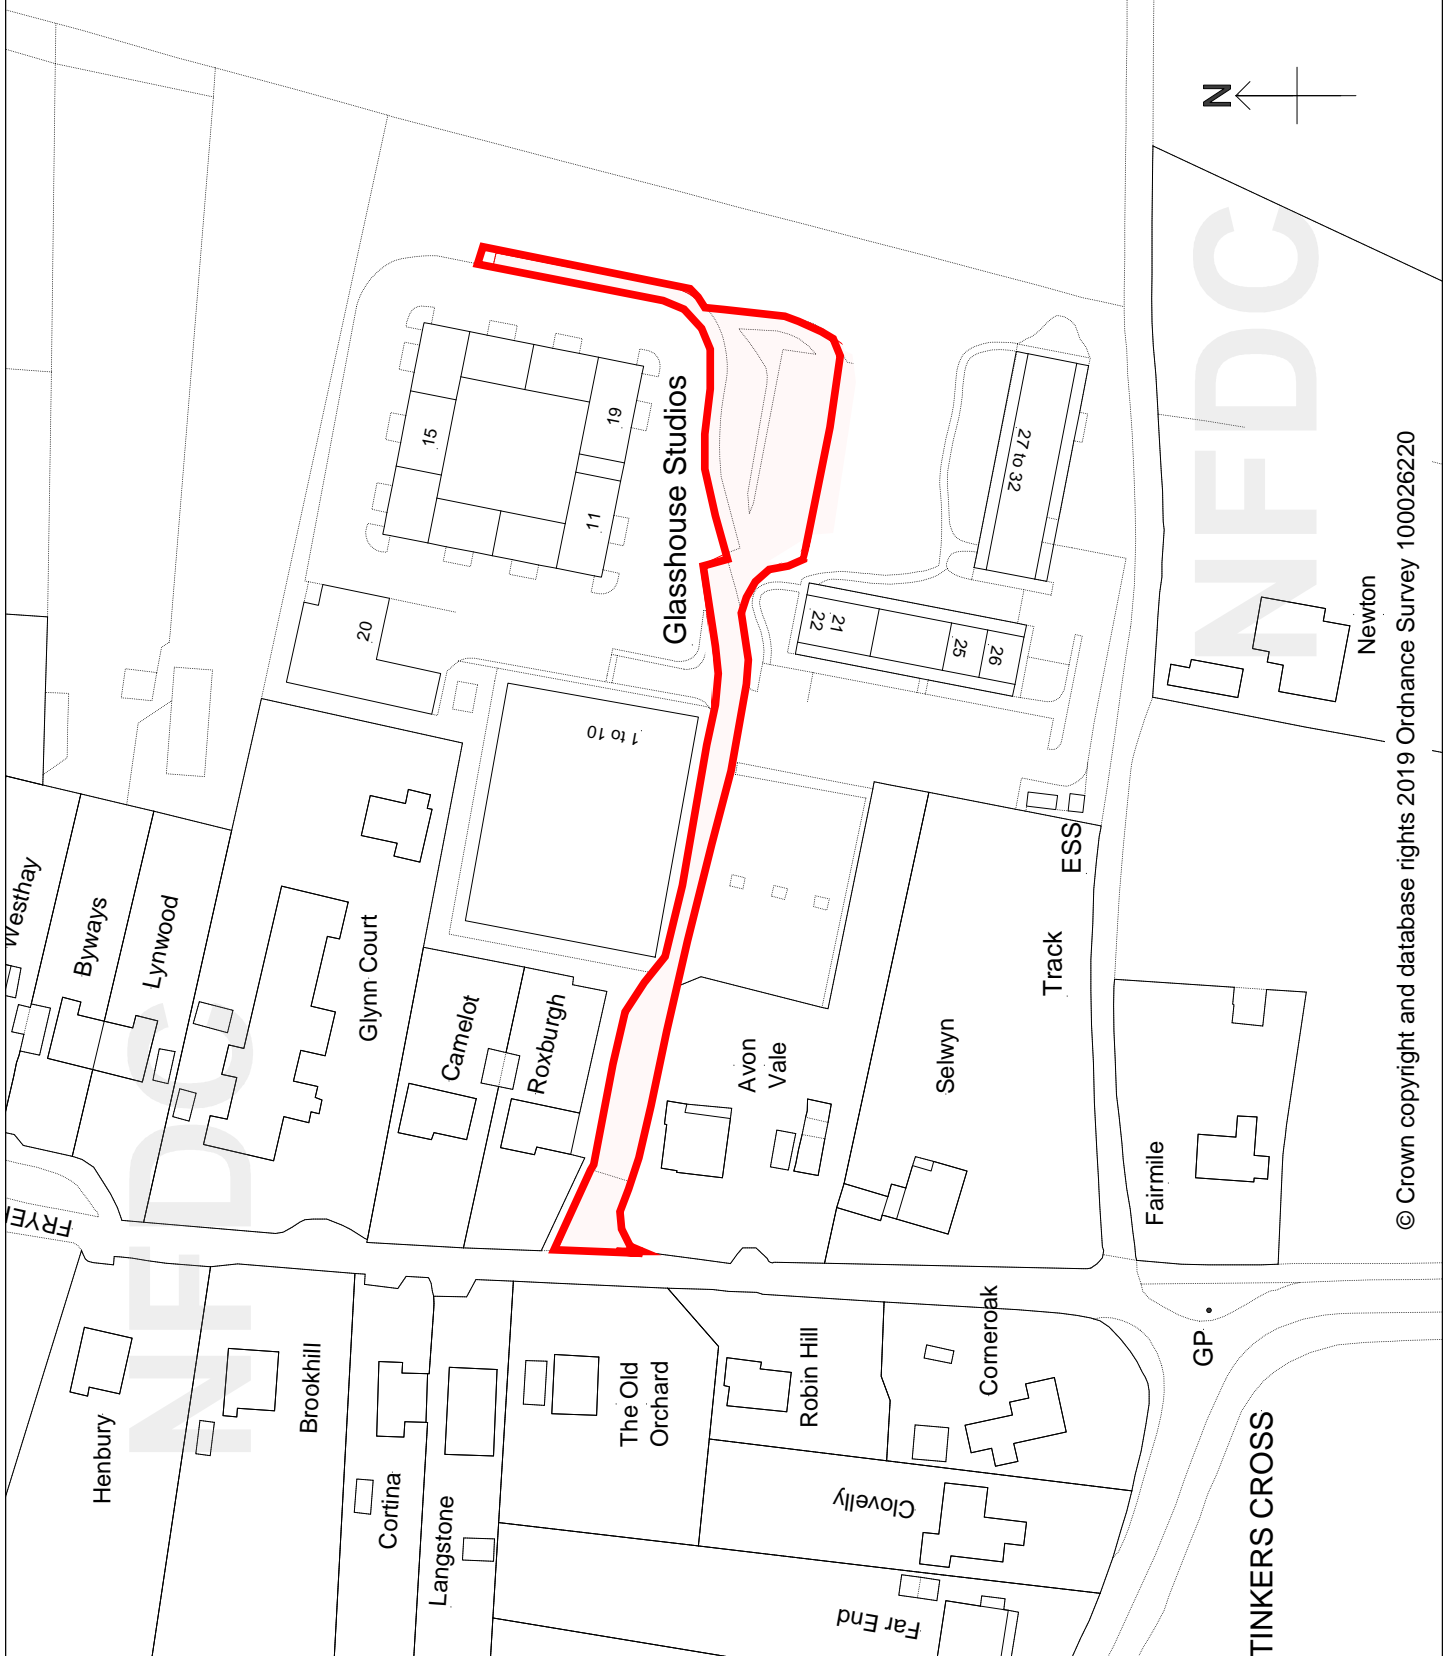 N
NFDC
NFDC
Glasshouse Studios
15
19
11
20
27 to 32
21
22
25
26
1 to 10
Newton
Westhay
Byways
Lynwood
Glynn Court
Camelot
Roxburgh
Avon
Vale
Selwyn
Track
ESS
Fairmile
Henbury
Brookhill
Cortina
Langstone
The Old
Orchard
Robin Hill
Corneroak
Clovelly
Far End
GP
TINKERS CROSS
© Crown copyright and database rights 2019 Ordnance Survey 100026220